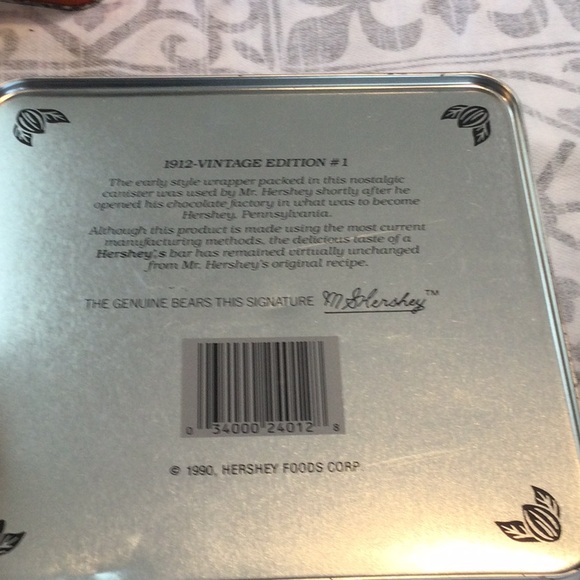 1912-VINTAGE EDITION #1
The early style wrapper packed in this nostalgic
canister was used by Mr. Hershey shortly after he
opened his chocolate factory in what was to become
Hershey, Pennsylvania.
Although this product is made using the most current
manufacturing methods, the delicious taste of a
Hershey's bar has remained virtually unchanged
from Mr. Hershey's original recipe.
THE GENUINE BEARS THIS SIGNATURE M.S. Hershey™
0 34000 24012 8
© 1990, HERSHEY FOODS CORP